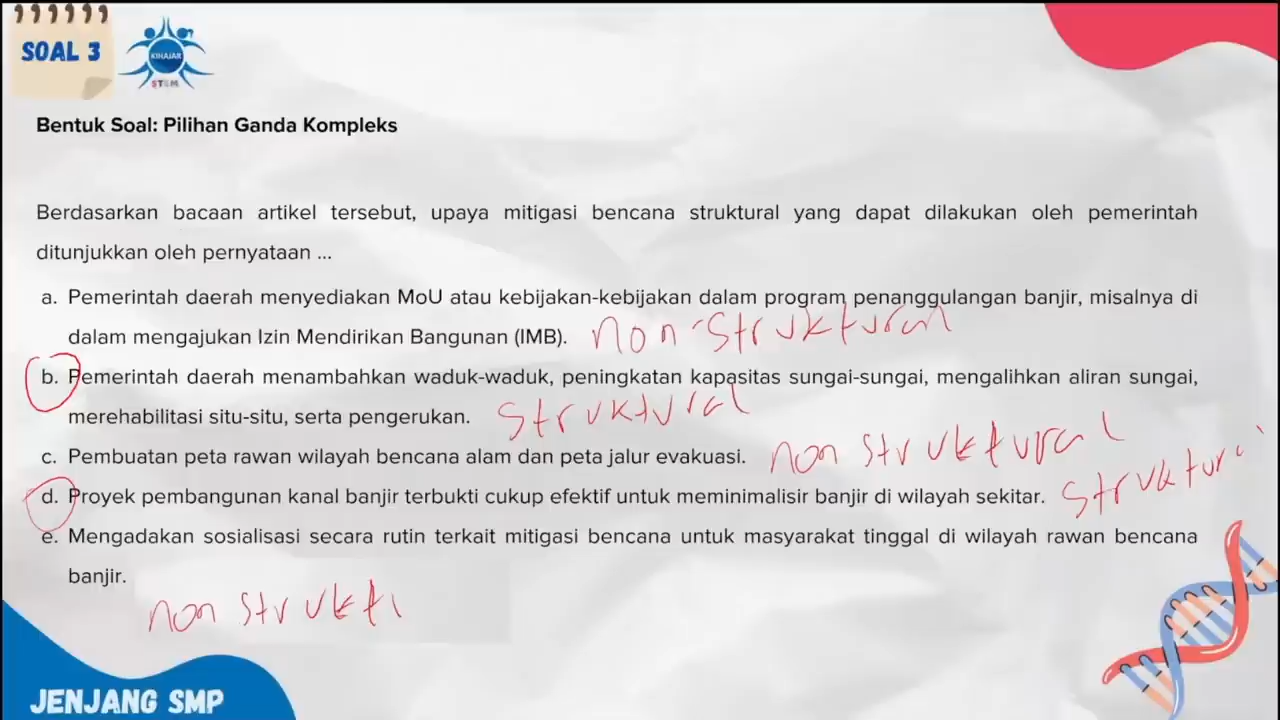 SOAL 3
KIHAJAR
STEM
Bentuk Soal: Pilihan Ganda Kompleks
Berdasarkan bacaan artikel tersebut, upaya mitigasi bencana struktural yang dapat dilakukan oleh pemerintah
ditunjukkan oleh pernyataan ...
a. Pemerintah daerah menyediakan MoU atau kebijakan-kebijakan dalam program penanggulangan banjir, misalnya di
dalam mengajukan Izin Mendirikan Bangunan (IMB). non struktural
b. Pemerintah daerah menambahkan waduk-waduk, peningkatan kapasitas sungai-sungai, mengalihkan aliran sungai,
merehabilitasi situ-situ, serta pengerukan. struktural
c. Pembuatan peta rawan wilayah bencana alam dan peta jalur evakuasi. non struktural
d. Proyek pembangunan kanal banjir terbukti cukup efektif untuk meminimalisir banjir di wilayah sekitar. struktura
e. Mengadakan sosialisasi secara rutin terkait mitigasi bencana untuk masyarakat tinggal di wilayah rawan bencana
banjir.
non strukt
JENJANG SMP